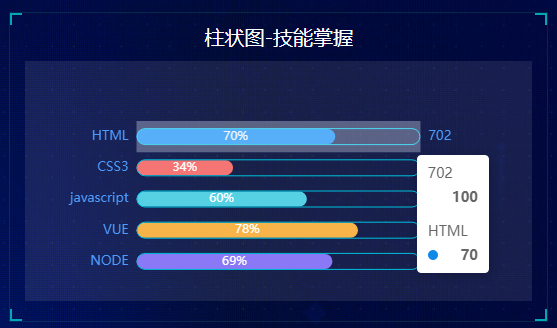 柱状图-技能掌握
HTML 70% 702
CSS3 34%
702
javascript 60%
100
VUE 78%
HTML
NODE 69%
70